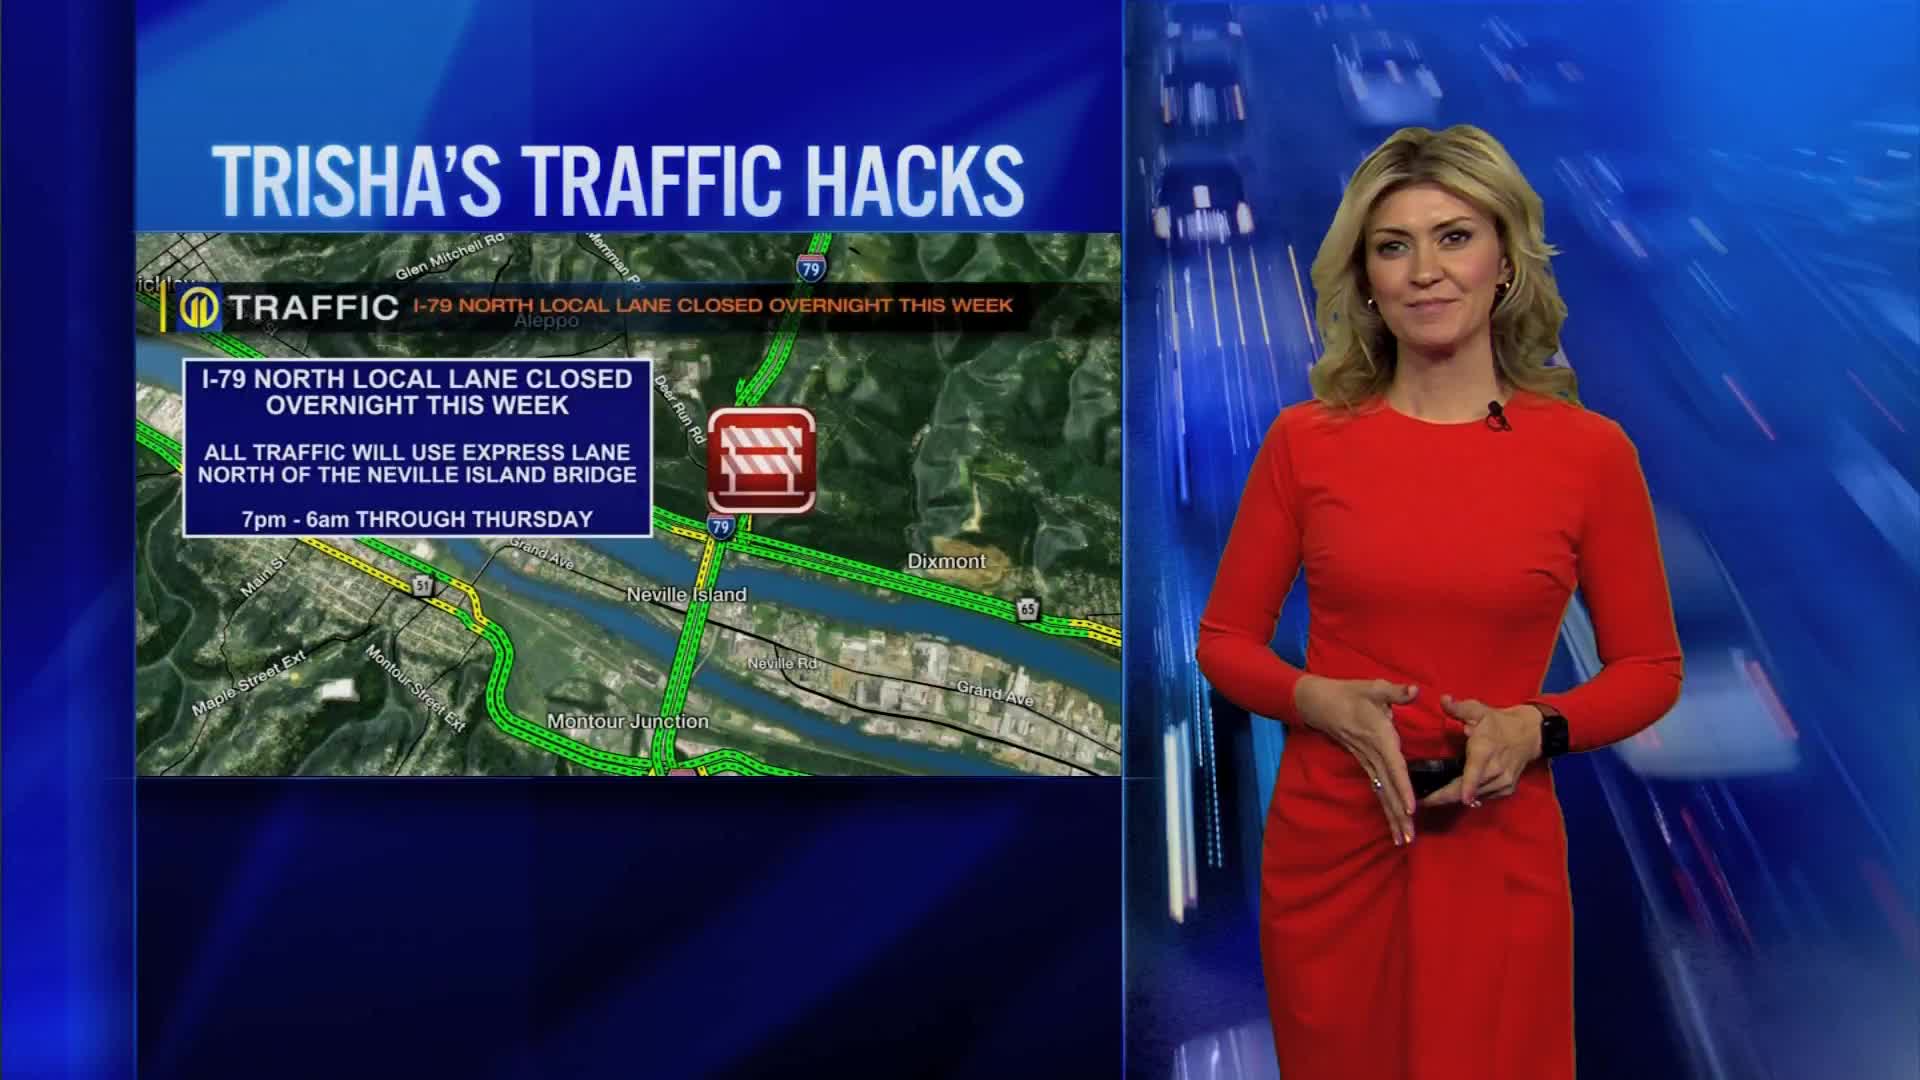 TRISHA'S TRAFFIC HACKS
Glen Mitchell Rd
79
11 TRAFFIC I-79 NORTH LOCAL LANE CLOSED OVERNIGHT THIS WEEK
Aleppo
I-79 NORTH LOCAL LANE CLOSED
OVERNIGHT THIS WEEK
ALL TRAFFIC WILL USE EXPRESS LANE
NORTH OF THE NEVILLE ISLAND BRIDGE
7pm - 6am THROUGH THURSDAY
Deer Run Rd
79
Grand Ave
Dixmont
Main St
51
Neville Island
65
Neville Rd
Maple Street Ext
Montour Street Ext
Grand Ave
Montour Junction